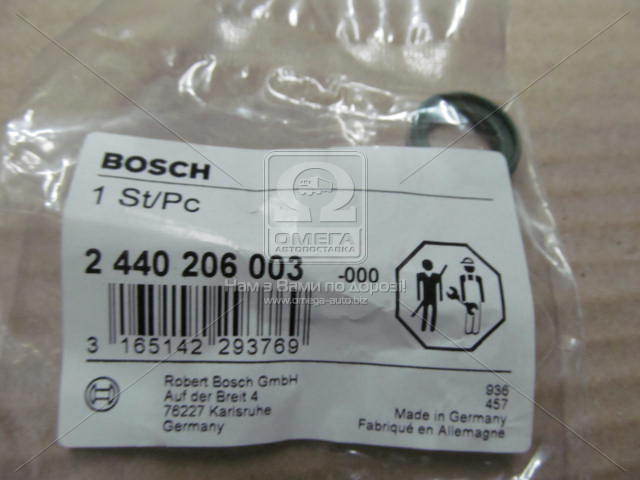 BOSCH
1 St/Pc
ОМЕГА
АВТОПОСТАВКА
2 440 206 003 -000
Нам з Вами по дорозі!
www.omega-auto.biz
3 165142 293769
Robert Bosch GmbH
Auf der Breit 4
76227 Karlsruhe
Germany
936
457
Made in Germany
Fabriqué en Allemagne